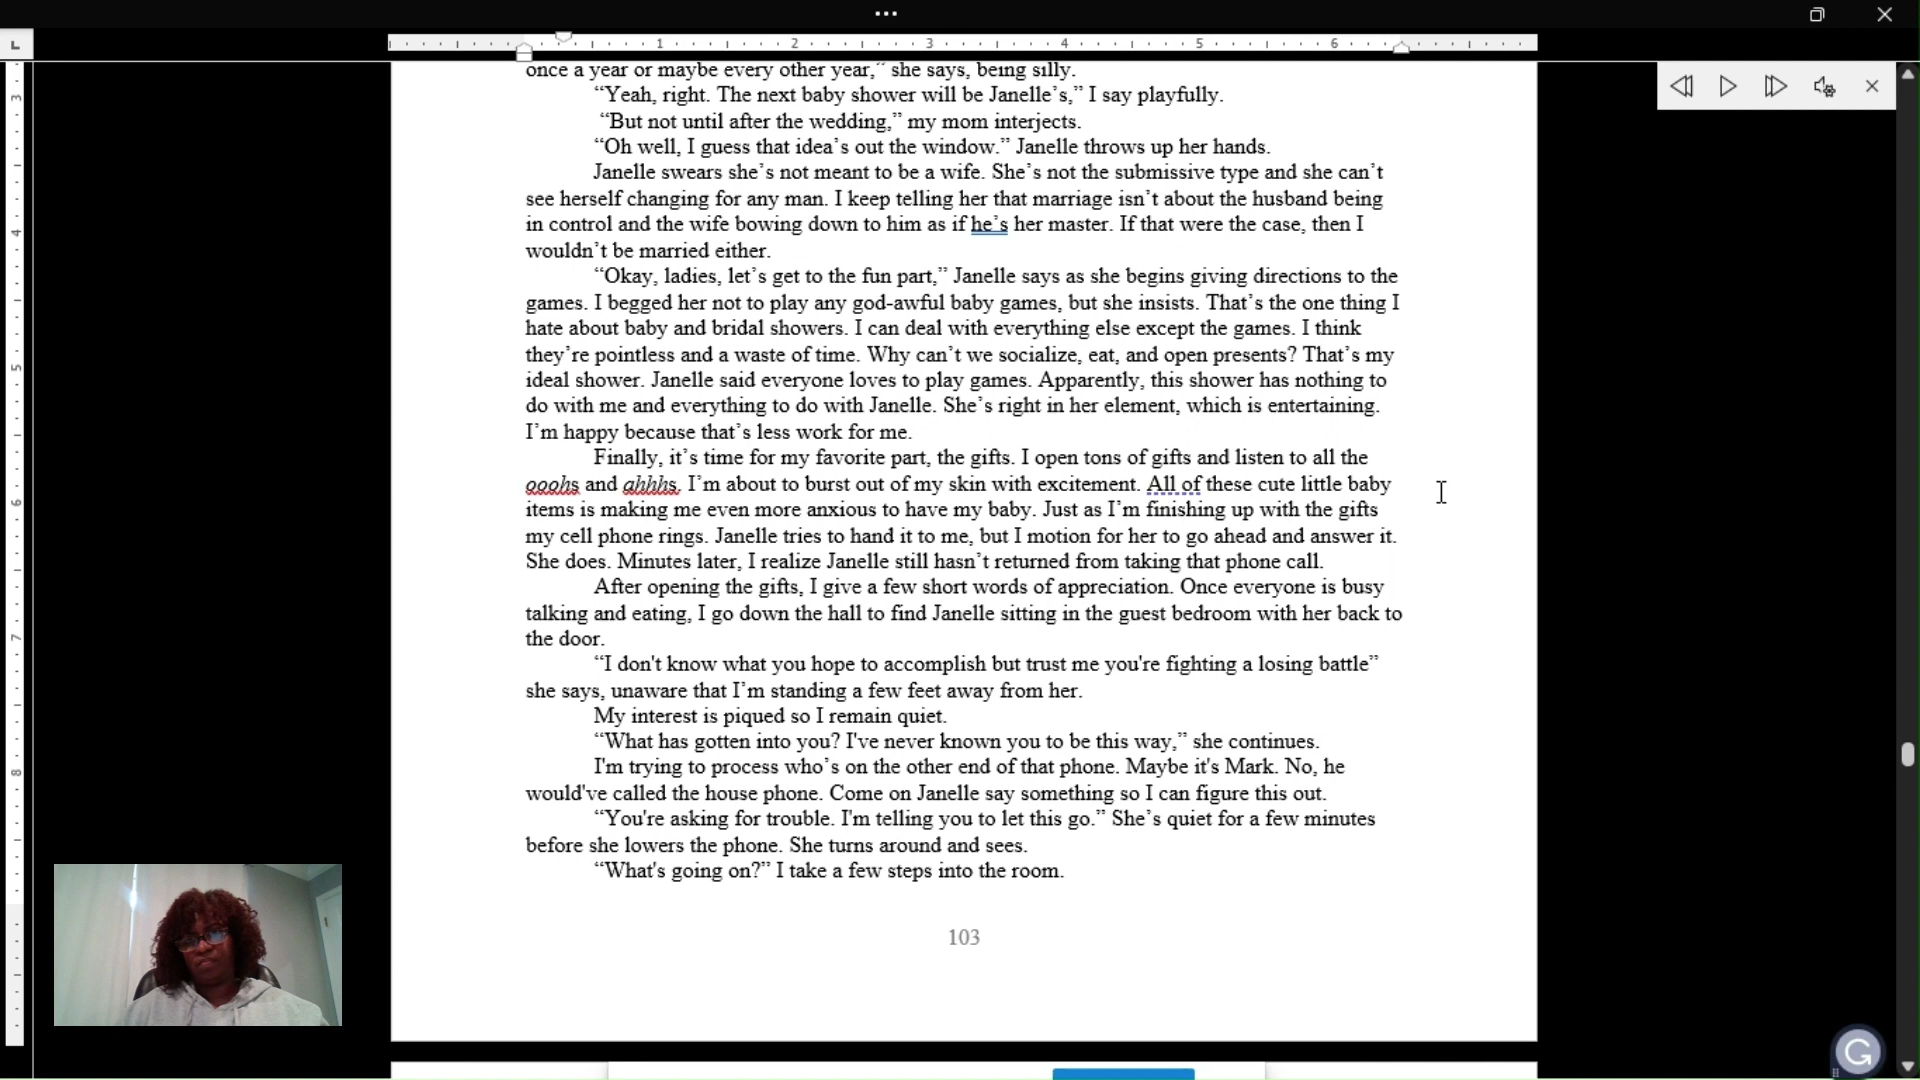 L
1 2 3 4 5 6
3
4
5
6
7
8
once a year or maybe every other year,” she says, being silly.
“Yeah, right. The next baby shower will be Janelle’s,” I say playfully.
“But not until after the wedding,” my mom interjects.
“Oh well, I guess that idea’s out the window.” Janelle throws up her hands.
Janelle swears she’s not meant to be a wife. She’s not the submissive type and she can’t
see herself changing for any man. I keep telling her that marriage isn’t about the husband being
in control and the wife bowing down to him as if he’s her master. If that were the case, then I
wouldn’t be married either.
“Okay, ladies, let’s get to the fun part,” Janelle says as she begins giving directions to the
games. I begged her not to play any god-awful baby games, but she insists. That’s the one thing I
hate about baby and bridal showers. I can deal with everything else except the games. I think
they’re pointless and a waste of time. Why can’t we socialize, eat, and open presents? That’s my
ideal shower. Janelle said everyone loves to play games. Apparently, this shower has nothing to
do with me and everything to do with Janelle. She’s right in her element, which is entertaining.
I’m happy because that’s less work for me.
Finally, it’s time for my favorite part, the gifts. I open tons of gifts and listen to all the
ooohs and ahhhs. I’m about to burst out of my skin with excitement. All of these cute little baby
items is making me even more anxious to have my baby. Just as I’m finishing up with the gifts
my cell phone rings. Janelle tries to hand it to me, but I motion for her to go ahead and answer it.
She does. Minutes later, I realize Janelle still hasn’t returned from taking that phone call.
After opening the gifts, I give a few short words of appreciation. Once everyone is busy
talking and eating, I go down the hall to find Janelle sitting in the guest bedroom with her back to
the door.
“I don't know what you hope to accomplish but trust me you're fighting a losing battle”
she says, unaware that I’m standing a few feet away from her.
My interest is piqued so I remain quiet.
“What has gotten into you? I've never known you to be this way,” she continues.
I'm trying to process who’s on the other end of that phone. Maybe it's Mark. No, he
would've called the house phone. Come on Janelle say something so I can figure this out.
“You're asking for trouble. I'm telling you to let this go.” She’s quiet for a few minutes
before she lowers the phone. She turns around and sees.
“What's going on?” I take a few steps into the room.
103
G